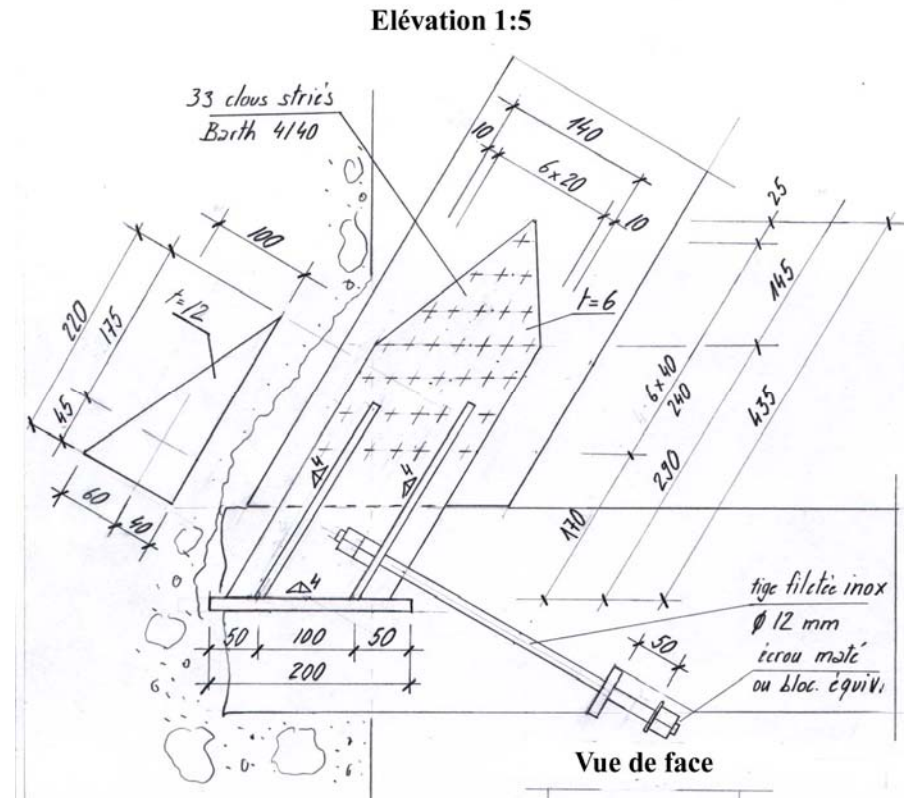 Elévation 1:5
33 clous striés
Barth 4/40
10
140
6×20
10
25
100
t=12
t=6
220
175
145
45
6×40
240
435
290
60
40
4
4
170
4
tige filetée inox
Ø 12 mm
50
écrou maté
ou bloc. équiv.
50
100
50
200
Vue de face